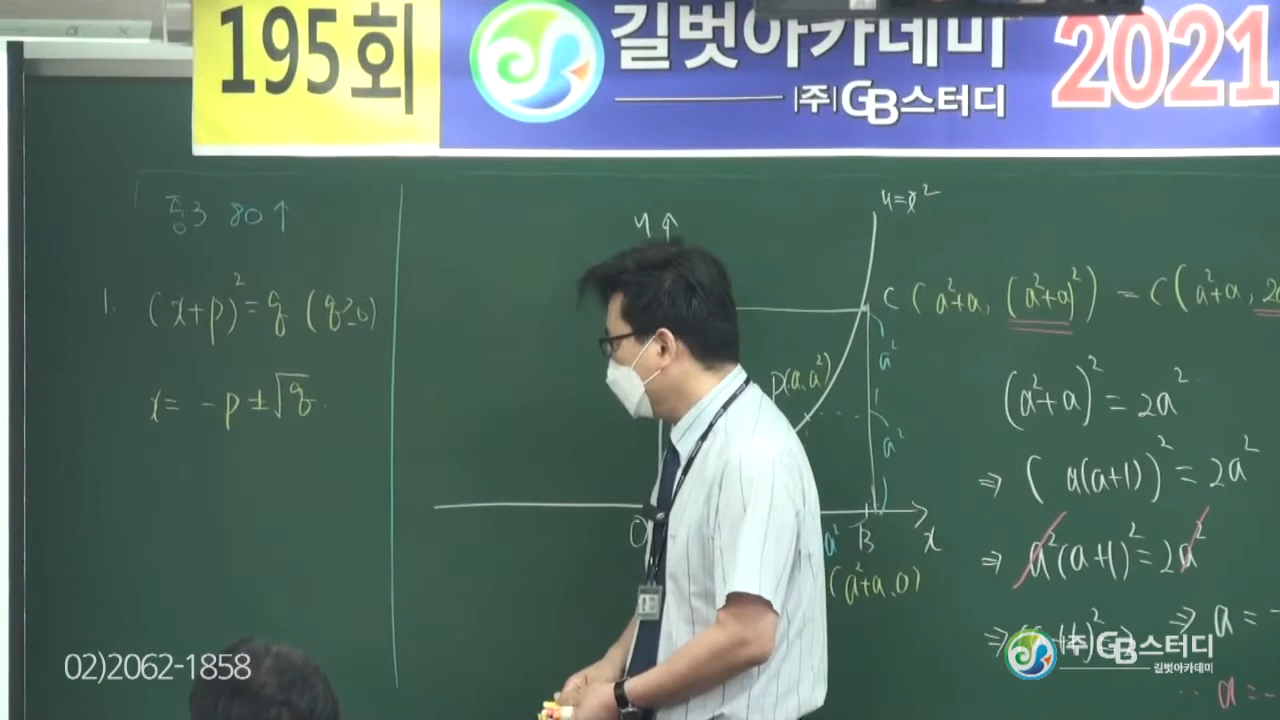 195회
길벗아카데미
(주)GB스터디
2021
중3 80↑
1. (x+p)²=q (q≥0)
x= -p±√q
y
y=x²
C(a²+a, (a²+a)²) = C(a²+a, 2a
P(a, a²)
a²
a²
O
a² B x
(a²+a, 0)
(a²+a)²=2a²
⇒ (a(a+1))²=2a²
⇒ a²(a+1)²=2a²
⇒ a=-
∴ a=-
02)2062-1858
(주)GB스터디
길벗아카데미